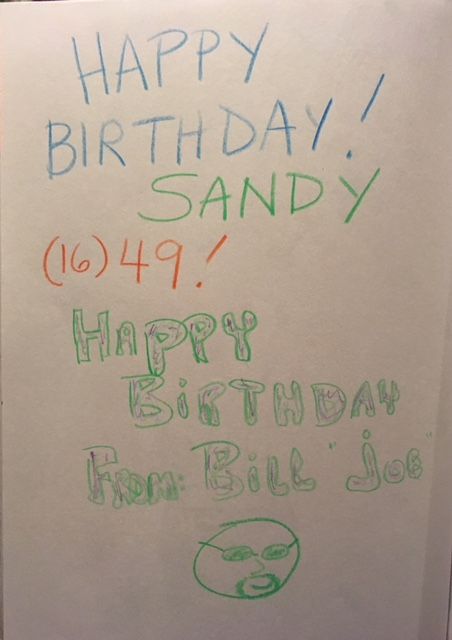 HAPPY
BIRTHDAY!
SANDY
(16) 49!
HAPPY
BiRTHDAY
FROM: BiLL "joe"